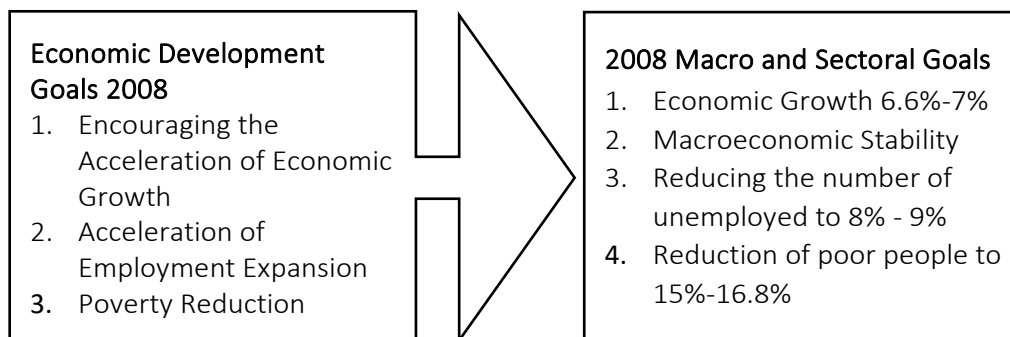 Economic Development
Goals 2008
1. Encouraging the
Acceleration of Economic
Growth
2. Acceleration of
Employment Expansion
3. Poverty Reduction
2008 Macro and Sectoral Goals
1. Economic Growth 6.6%-7%
2. Macroeconomic Stability
3. Reducing the number of
unemployed to 8% - 9%
4. Reduction of poor people to
15%-16.8%